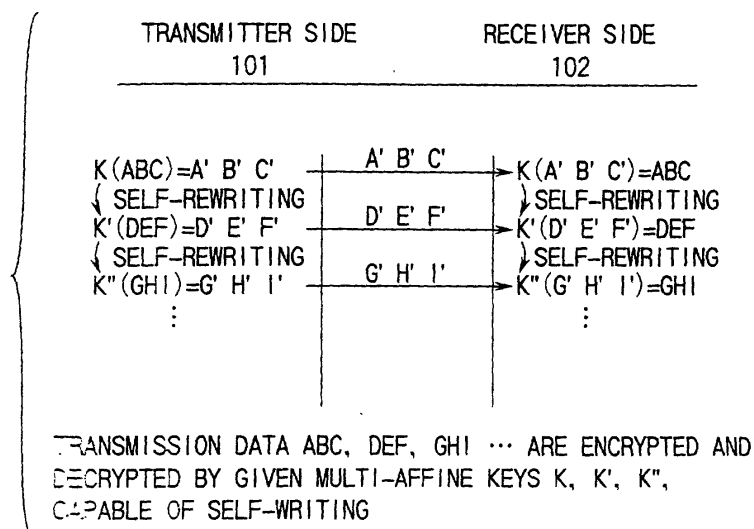 TRANSMITTER SIDE RECEIVER SIDE
101 102
K(ABC)=A' B' C' A' B' C' K(A' B' C')=ABC
SELF-REWRITING SELF-REWRITING
K'(DEF)=D' E' F' D' E' F' K'(D' E' F')=DEF
SELF-REWRITING SELF-REWRITING
K"(GHI)=G' H' I' G' H' I' K"(G' H' I')=GHI
⋮ ⋮
TRANSMISSION DATA ABC, DEF, GHI ⋯ ARE ENCRYPTED AND
DECRYPTED BY GIVEN MULTI-AFFINE KEYS K, K', K",
CAPABLE OF SELF-WRITING